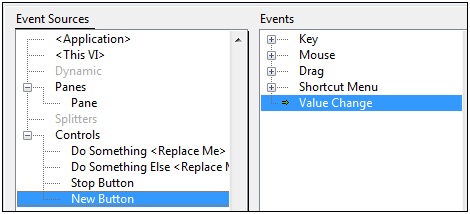 Event Sources
<Application>
<This VI>
Dynamic
Panes
Pane
Splitters
Controls
Do Something <Replace Me>
Do Something Else <Replace M
Stop Button
New Button
Events
Key
Mouse
Drag
Shortcut Menu
Value Change